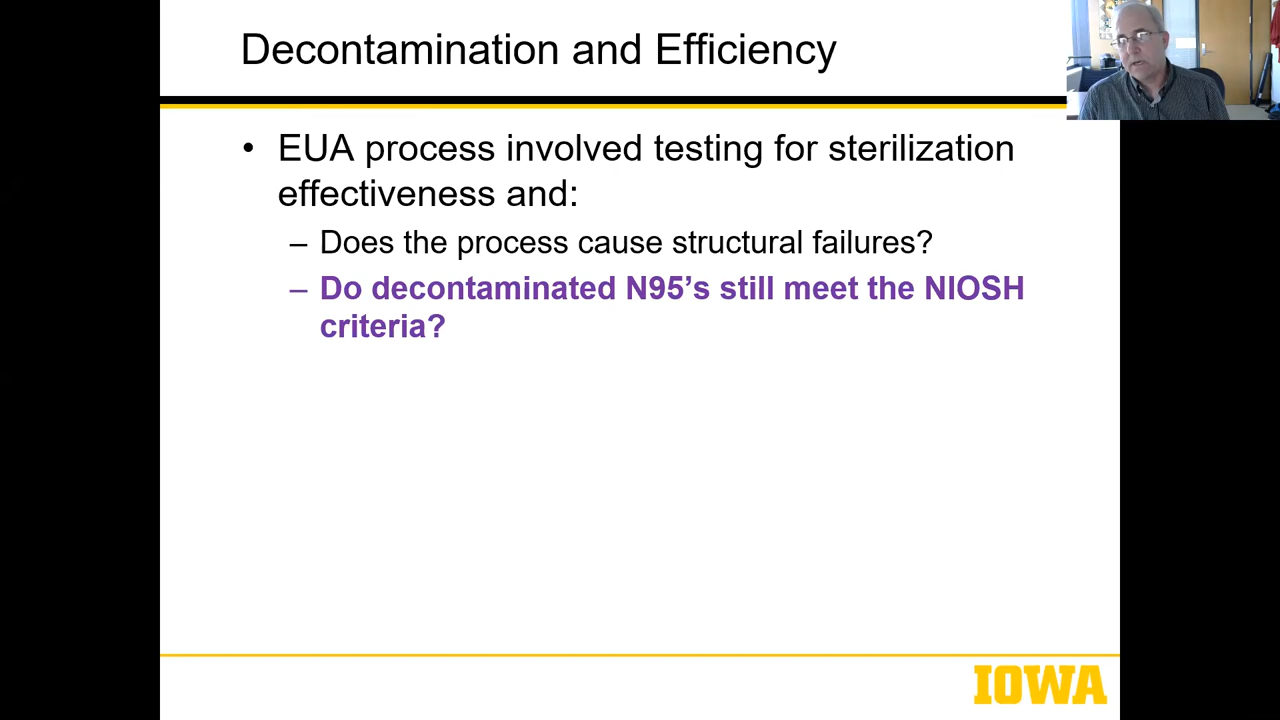 Decontamination and Efficiency
• EUA process involved testing for sterilization
effectiveness and:
– Does the process cause structural failures?
– Do decontaminated N95’s still meet the NIOSH
criteria?
IOWA